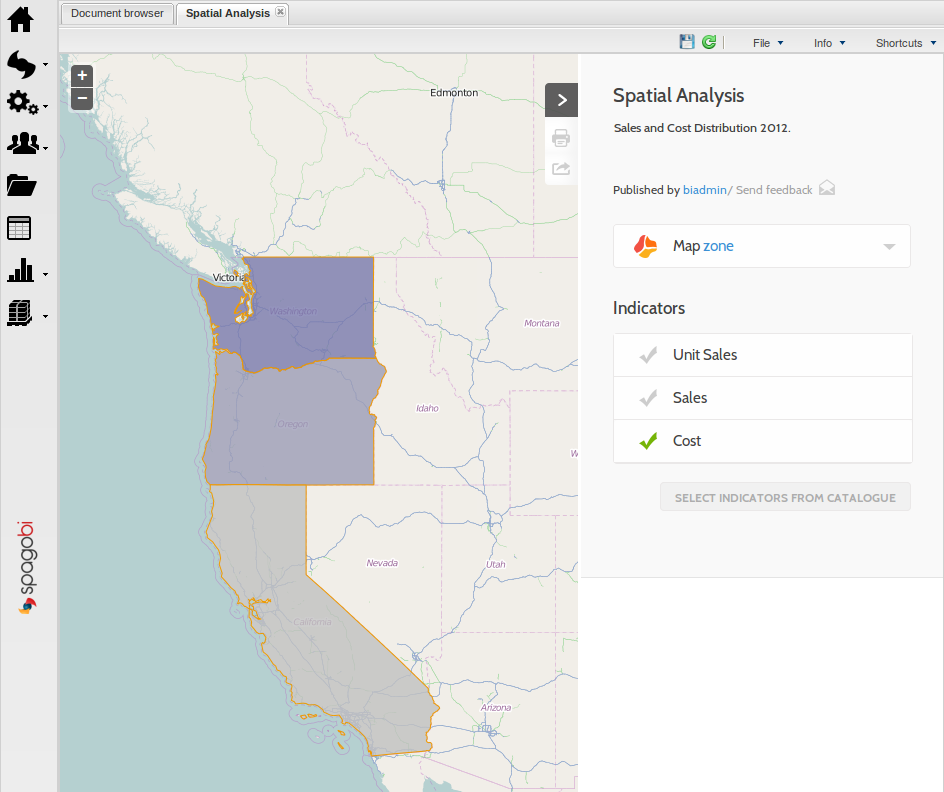 Document browser
Spatial Analysis
File
Info
Shortcuts
+
−
Edmonton
Victoria
Washington
Montana
Oregon
Idaho
W
Nevada
Utah
California
Arizona
Spatial Analysis
Sales and Cost Distribution 2012.
Published by biadmin/ Send feedback
Map zone
Indicators
Unit Sales
Sales
Cost
SELECT INDICATORS FROM CATALOGUE
spagobi